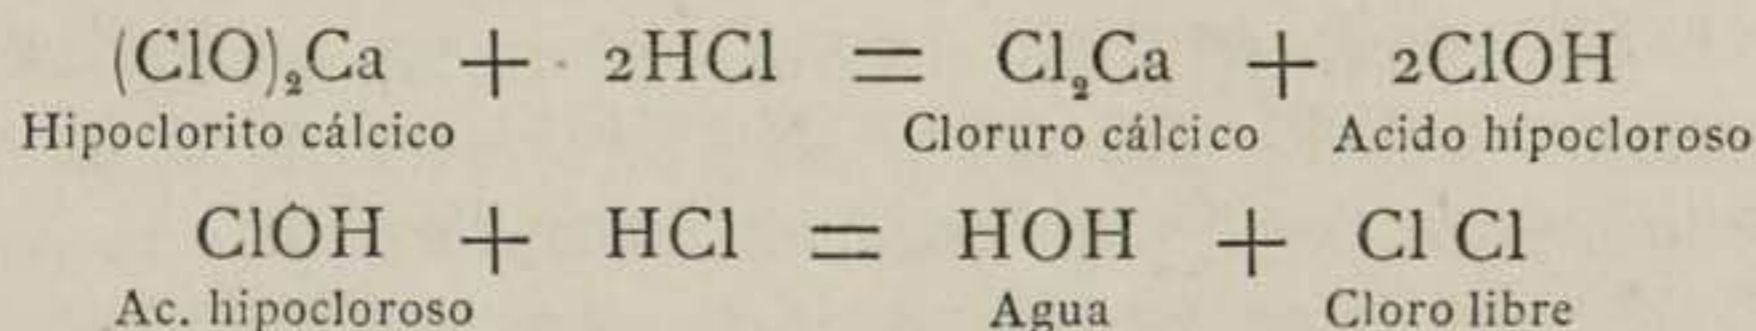 (ClO)₂Ca + 2HCl = Cl₂Ca + 2ClOH
Hipoclorito cálcico Cloruro cálcico Acido hípocloroso
ClOH + HCl = HOH + Cl Cl
Ac. hipocloroso Agua Cloro libre